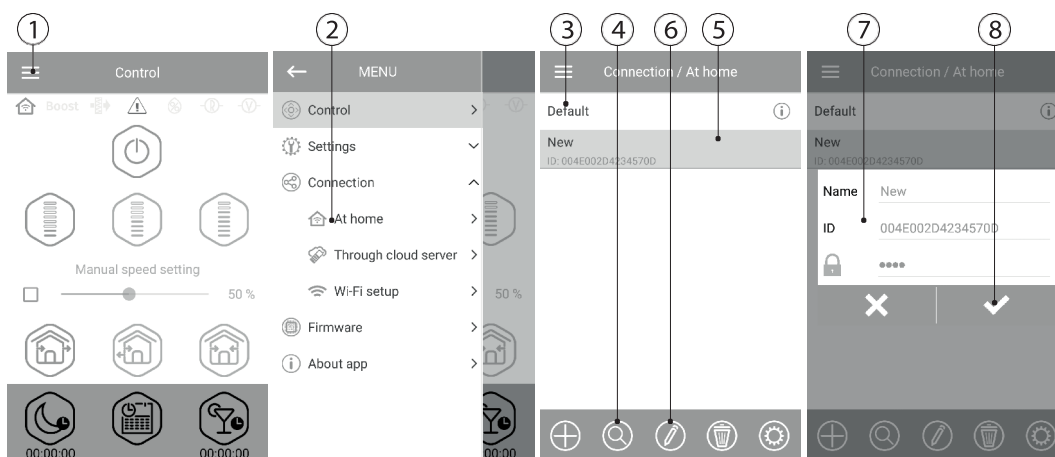 1 2 3 4 6 5 7 8
Control
Boost
Manual speed setting
50 %
00:00:00 00:00:00
MENU
Control
Settings
Connection
At home
Through cloud server
Wi-Fi setup
50 %
Firmware
About app
00:00
Connection / At home
Default
New
ID: 004E002D4234570D
Connection / At home
Default
New
ID: 004E002D4234570D
Name New
ID 004E002D4234570D